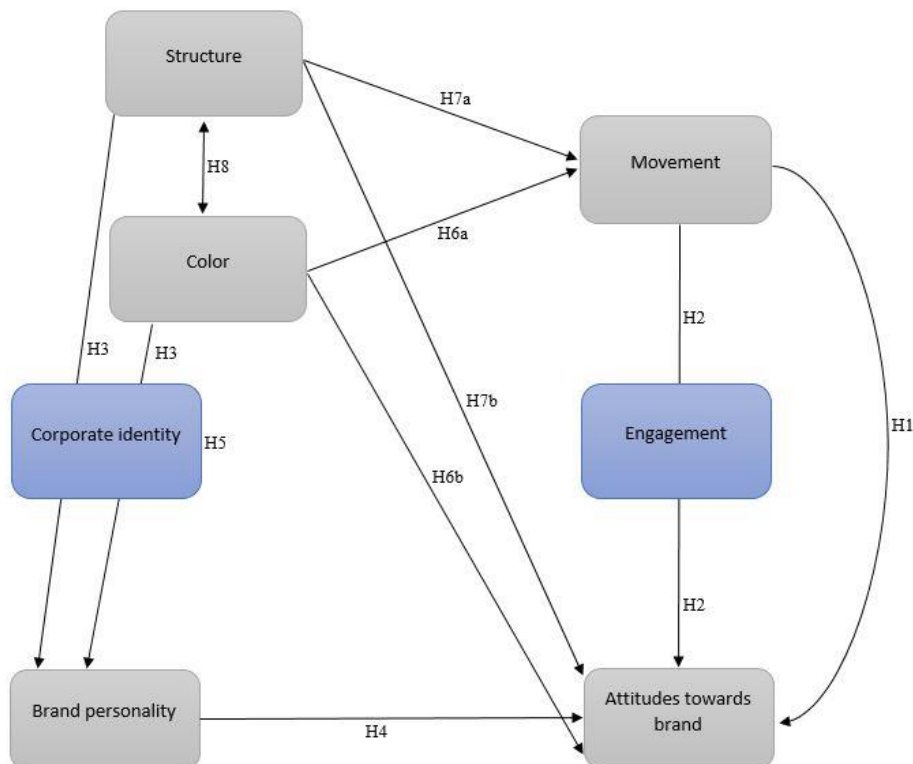 Structure
H7a
Movement
H8
H6a
Color
H2
H3
H3
H7b
Corporate identity
H5
Engagement
H1
H6b
H2
Brand personality
H4
Attitudes towards
brand